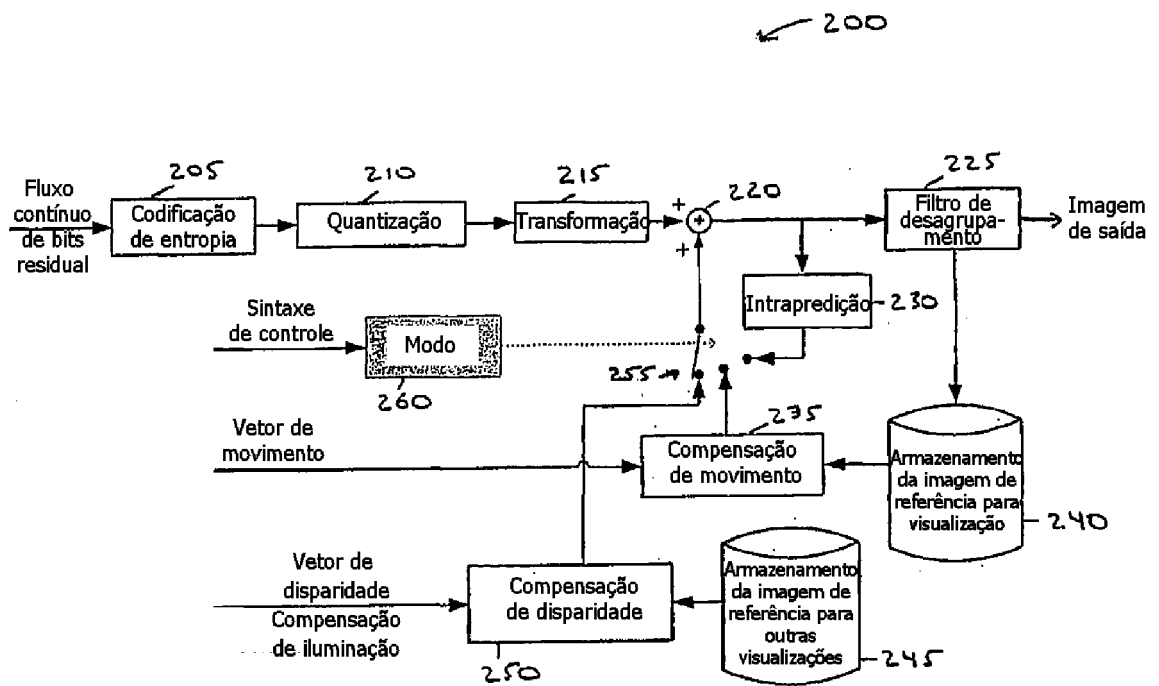 200
205
210
215
220
225
Fluxo
contínuo
de bits
residual
Codificação
de entropia
Quantização
Transformação
+
+
+
Filtro de
desagrupa-
mento
Imagem
de saída
Intrapredição
230
Sintaxe
de controle
Modo
260
255
235
Vetor de
movimento
Compensação
de movimento
Armazenamento
da imagem de
referência para
visualização
240
Vetor de
disparidade
Compensação
de iluminação
Compensação
de disparidade
250
Armazenamento
da imagem de
referência para
outras
visualizações
245